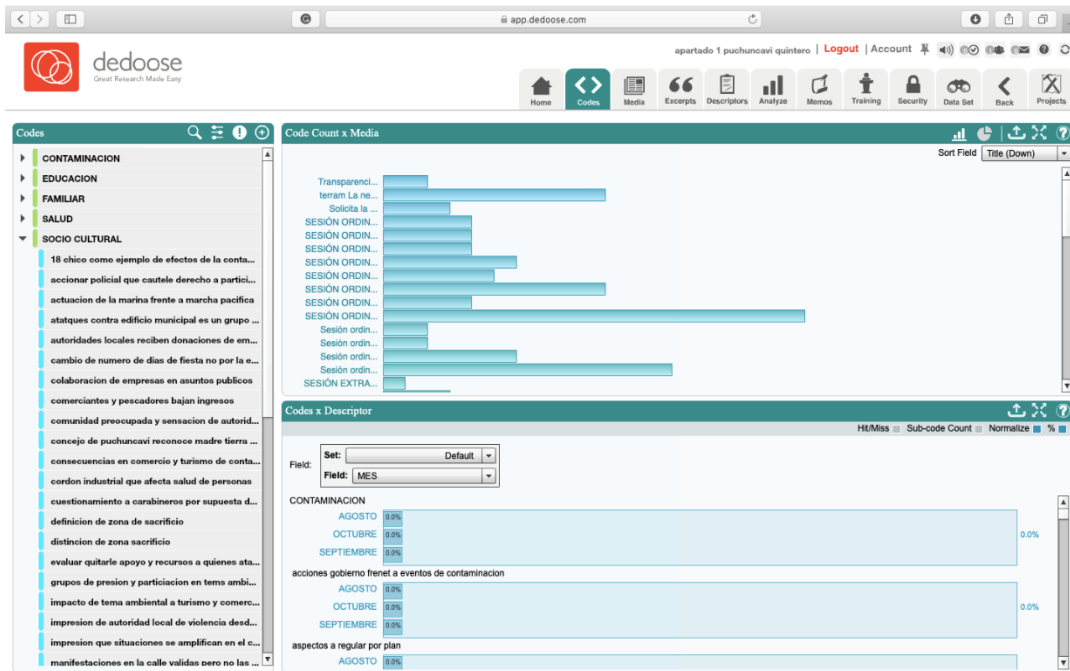 app.dedoose.com
dedoose
Great Research Made Easy
apartado 1 puchuncavi quintero | Logout | Account
Home
Codes
Media
Excerpts
Descriptors
Analyze
Memos
Training
Security
Data Set
Back
Projects
Codes
CONTAMINACION
EDUCACION
FAMILIAR
SALUD
SOCIO CULTURAL
18 chico como ejemplo de efectos de la conta...
accionar policial que cautele derecho a partici...
actuacion de la marina frente a marcha pacifica
atatques contra edificio municipal es un grupo ...
autoridades locales reciben donaciones de em...
cambio de numero de dias de fiesta no por la e...
colaboracion de empresas en asuntos publicos
comerciantes y pescadores bajan ingresos
comunidad preocupada y sensacion de autorid...
concejo de puchuncavi reconoce madre tierra ...
consecuencias en comercio y turismo de conta...
cordon industrial que afecta salud de personas
cuestionamiento a carabineros por supuesta d...
definicion de zona de sacrificio
distincion de zona sacrificio
evaluar quitarle apoyo y recursos a quienes ata...
grupos de presion y particiacion en tems ambi...
impacto de tema ambiental a turismo y comerc...
impresion de autoridad local de violencia desd...
impresion que situaciones se amplifican en el c...
manifestaciones en la calle validas pero no las ...
Code Count x Media
Sort Field Title (Down)
Transparenci...
terram La ne...
Solicita la ...
SESIÓN ORDIN...
SESIÓN ORDIN...
SESIÓN ORDIN...
SESIÓN ORDIN...
SESIÓN ORDIN...
SESIÓN ORDIN...
SESIÓN ORDIN...
SESIÓN ORDIN...
Sesión ordin...
Sesión ordin...
Sesión ordin...
Sesión ordin...
SESIÓN EXTRA...
Codes x Descriptor
Hit/Miss Sub-code Count Normalize %
Field:
Set: Default
Field: MES
CONTAMINACION
AGOSTO 0.0%
OCTUBRE 0.0% 0.0%
SEPTIEMBRE 0.0%
acciones gobierno frenet a eventos de contaminacion
AGOSTO 0.0%
OCTUBRE 0.0% 0.0%
SEPTIEMBRE 0.0%
aspectos a regular por plan
AGOSTO 0.0%